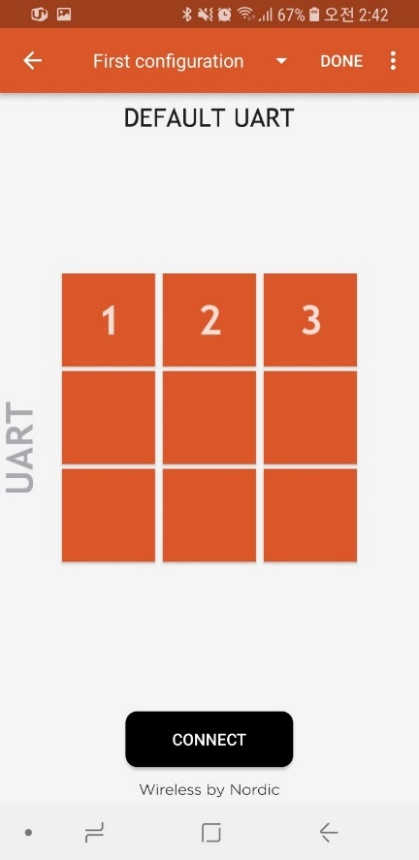 67% 오전 2:42
First configuration DONE
DEFAULT UART
1 2 3
UART
CONNECT
Wireless by Nordic